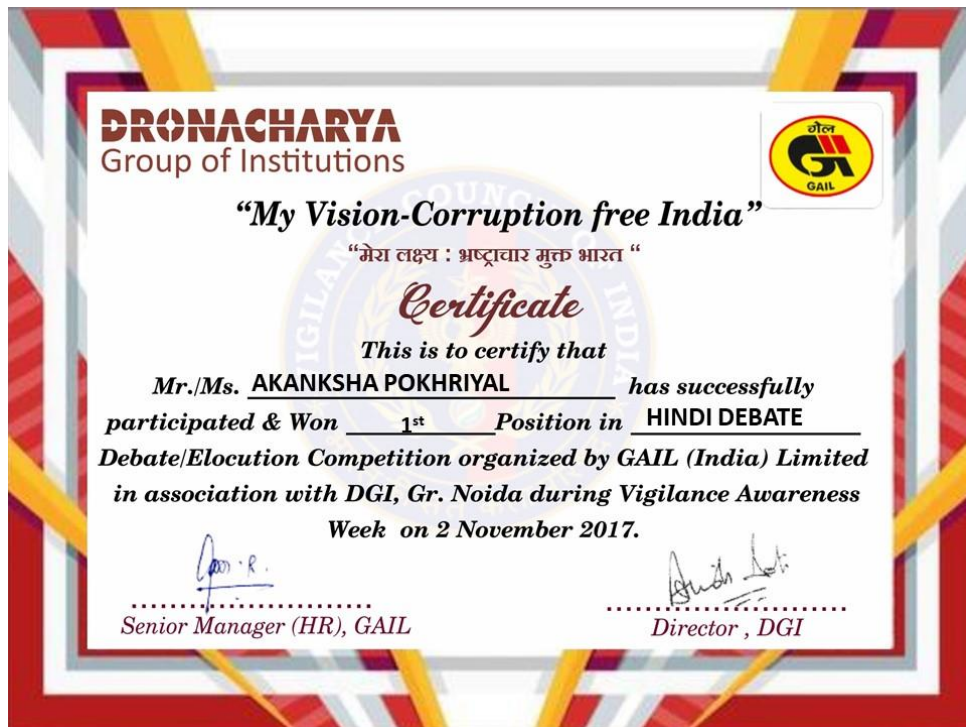 DRONACHARYA
Group of Institutions
गेल
GAIL
“My Vision-Corruption free India”
“मेरा लक्ष्य : भ्रष्ट्राचार मुक्त भारत “
Certificate
This is to certify that
Mr./Ms. AKANKSHA POKHRIYAL has successfully
participated & Won 1st Position in HINDI DEBATE
Debate/Elocution Competition organized by GAIL (India) Limited
in association with DGI, Gr. Noida during Vigilance Awareness
Week on 2 November 2017.
Senior Manager (HR), GAIL
Director , DGI